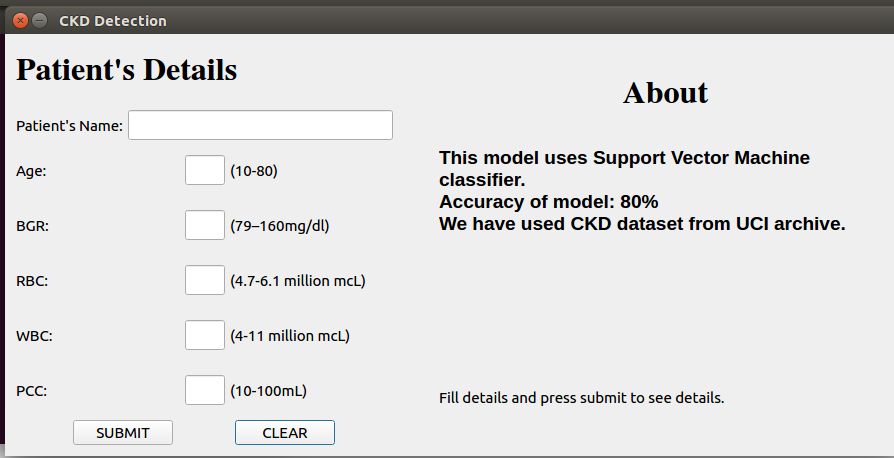 CKD Detection
Patient's Details
Patient's Name:
Age:
(10-80)
BGR:
(79–160mg/dl)
RBC:
(4.7-6.1 million mcL)
WBC:
(4-11 million mcL)
PCC:
(10-100mL)
SUBMIT
CLEAR
About
This model uses Support Vector Machine
classifier.
Accuracy of model: 80%
We have used CKD dataset from UCI archive.
Fill details and press submit to see details.